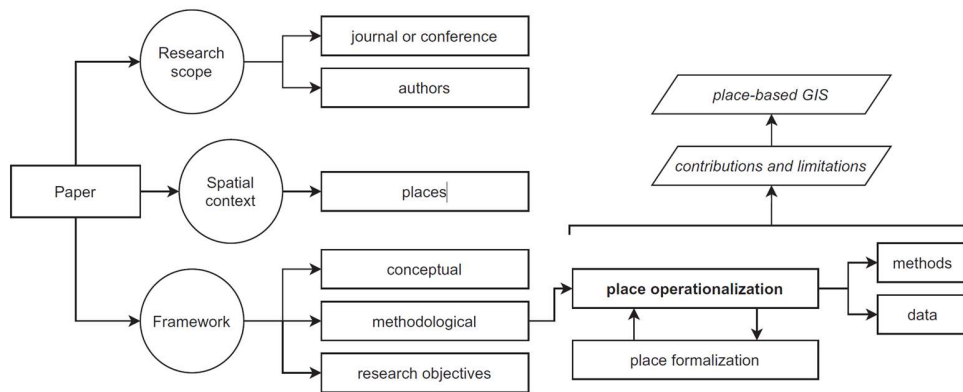 Research
scope
journal or conference
authors
place-based GIS
contributions and limitations
Paper
Spatial
context
places
Framework
conceptual
methodological
research objectives
place operationalization
place formalization
methods
data